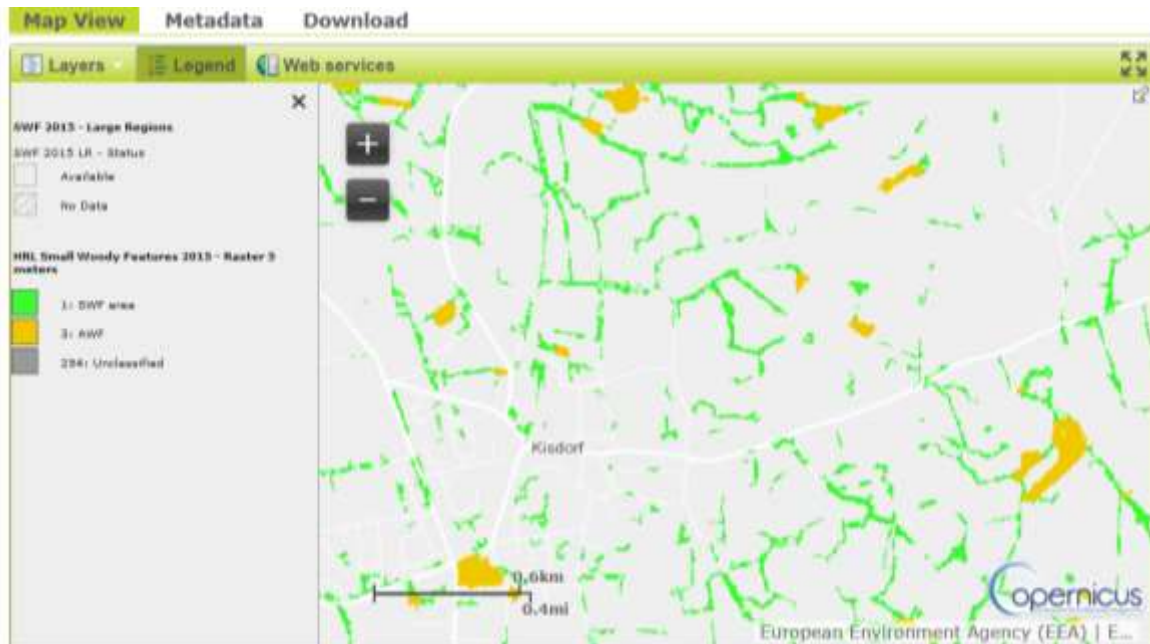 Map View Metadata Download
Layers Legend Web services
SWF 2015 - Large Regions
SWF 2015 LR - Status
Available
No Data
HRL Small Woody Features 2015 - Raster 5
meters
1: SWF area
3: AWF
254: Unclassified
Kisdorf
0.6km
0.4mi
opernicus
European Environment Agency (EEA) | E...